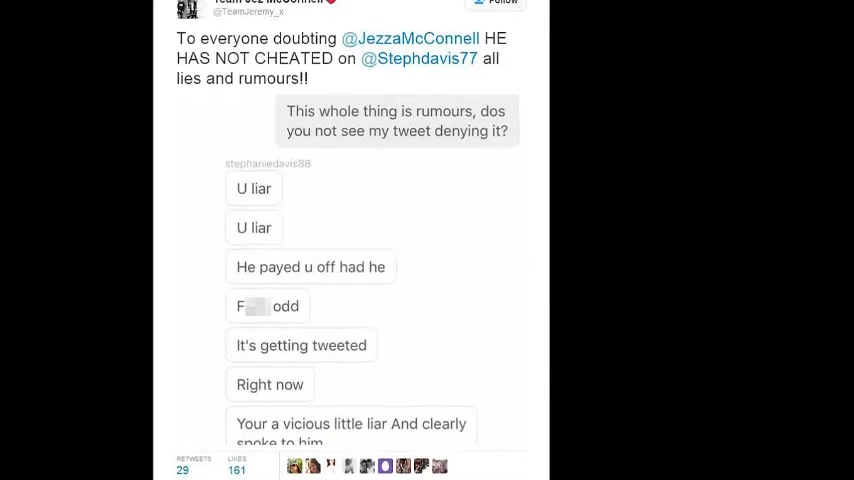 Team Jez McConnell
Follow
@TeamJeremy_x
To everyone doubting @JezzaMcConnell HE
HAS NOT CHEATED on @Stephdavis77 all
lies and rumours!!
This whole thing is rumours, dos
you not see my tweet denying it?
stephaniedavis88
U liar
U liar
He payed u off had he
F odd
It's getting tweeted
Right now
Your a vicious little liar And clearly
spoke to him
RETWEETS
LIKES
29
161